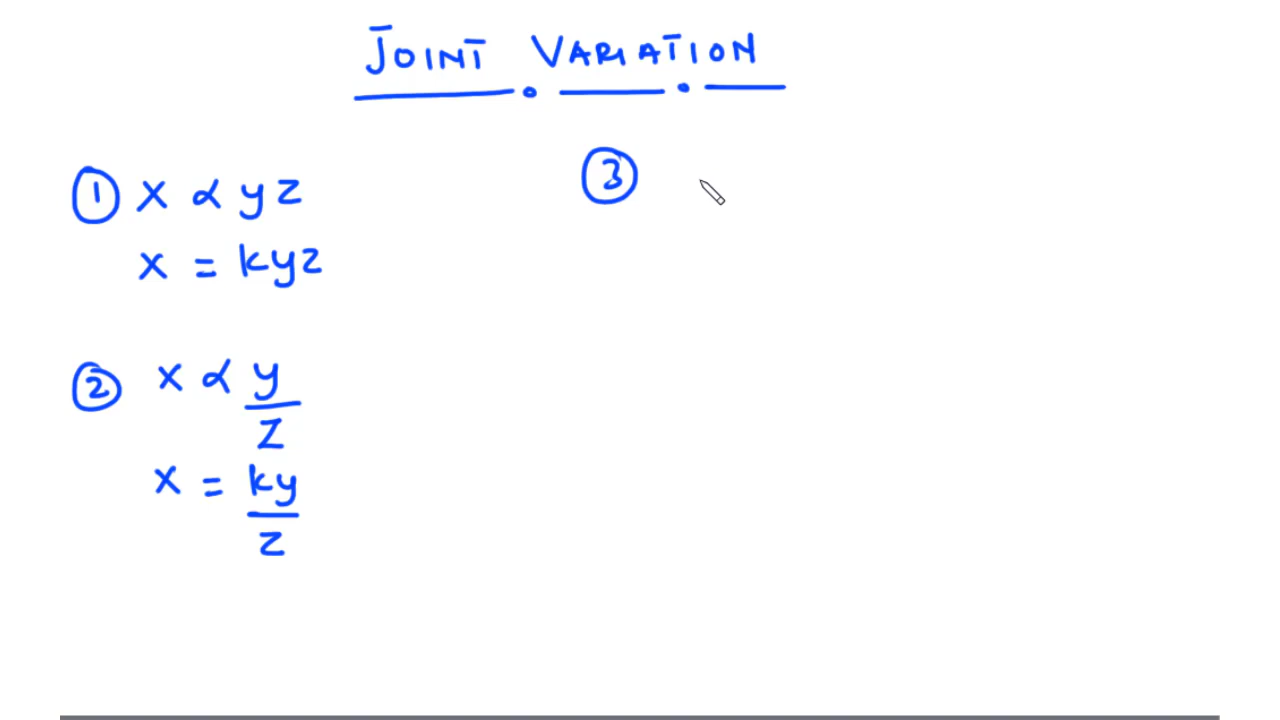 JOINT VARIATION
① x α yz
x = kyz
② x α y/z
x = ky/z
③